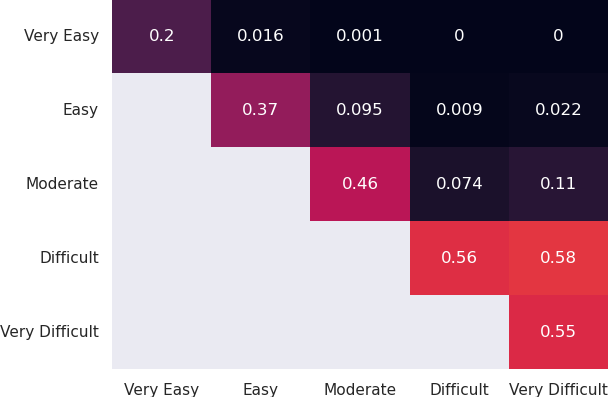 Very Easy 0.2 0.016 0.001 0 0
Easy 0.37 0.095 0.009 0.022
Moderate 0.46 0.074 0.11
Difficult 0.56 0.58
Very Difficult 0.55
Very Easy Easy Moderate Difficult Very Difficult